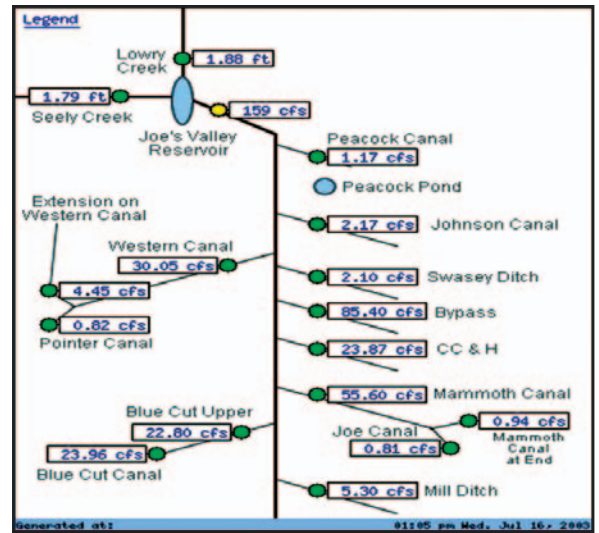 Legend
Lowry
Creek
1.88 ft
1.79 ft
Seely Creek
159 cfs
Joe's Valley
Reservoir
Peacock Canal
1.17 cfs
Peacock Pond
Extension on
Western Canal
2.17 cfs Johnson Canal
Western Canal
30.05 cfs
2.10 cfs Swasey Ditch
4.45 cfs
85.40 cfs Bypass
0.82 cfs
Pointer Canal
23.87 cfs CC & H
55.60 cfs Mammoth Canal
Blue Cut Upper
22.80 cfs
Joe Canal
0.94 cfs
0.81 cfs
Mammoth
Canal
at End
23.96 cfs
Blue Cut Canal
5.30 cfs Mill Ditch
Generated at: 01:05 pm Wed. Jul 16, 2003